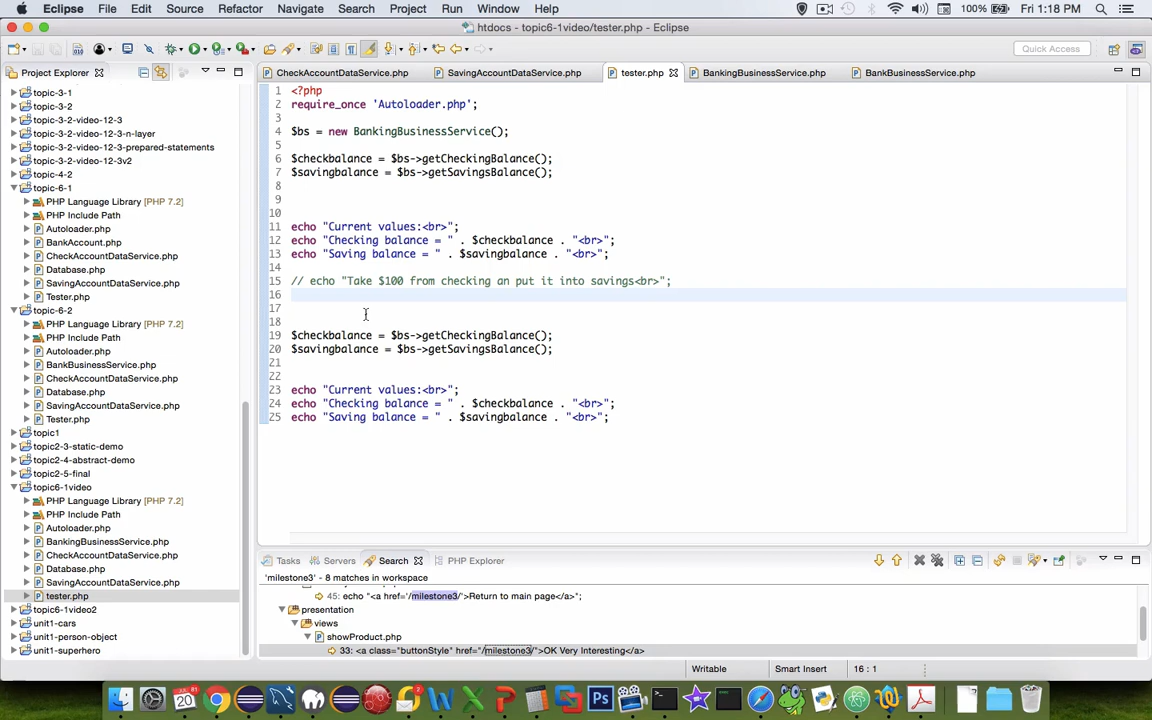 Eclipse File Edit Source Refactor Navigate Search Project Run Window Help 100% Fri 1:18 PM
htdocs - topic6-1video/tester.php - Eclipse
Quick Access
Project Explorer
CheckAccountDataService.php SavingAccountDataService.php tester.php BankingBusinessService.php BankBusinessService.php
topic-3-1
topic-3-2
topic-3-2-video-12-3
topic-3-2-video-12-3-n-layer
topic-3-2-video-12-3-prepared-statements
topic-3-2-video-12-3v2
topic-4-2
topic-6-1
PHP Language Library [PHP 7.2]
PHP Include Path
Autoloader.php
BankAccount.php
CheckAccountDataService.php
Database.php
SavingAccountDataService.php
Tester.php
topic-6-2
PHP Language Library [PHP 7.2]
PHP Include Path
Autoloader.php
BankBusinessService.php
CheckAccountDataService.php
Database.php
SavingAccountDataService.php
Tester.php
topic1
topic2-3-static-demo
topic2-4-abstract-demo
topic2-5-final
topic6-1video
PHP Language Library [PHP 7.2]
PHP Include Path
Autoloader.php
BankingBusinessService.php
CheckAccountDataService.php
Database.php
SavingAccountDataService.php
tester.php
topic6-1video2
unit1-cars
unit1-person-object
unit1-superhero
1 <?php
2 require_once 'Autoloader.php';
3
4 $bs = new BankingBusinessService();
5
6 $checkbalance = $bs->getCheckingBalance();
7 $savingbalance = $bs->getSavingsBalance();
8
9
10
11 echo "Current values:<br>";
12 echo "Checking balance = " . $checkbalance . "<br>";
13 echo "Saving balance = " . $savingbalance . "<br>";
14
15 // echo "Take $100 from checking an put it into savings<br>";
16
17
18
19 $checkbalance = $bs->getCheckingBalance();
20 $savingbalance = $bs->getSavingsBalance();
21
22
23 echo "Current values:<br>";
24 echo "Checking balance = " . $checkbalance . "<br>";
25 echo "Saving balance = " . $savingbalance . "<br>";
Tasks Servers Search PHP Explorer
'milestone3' - 8 matches in workspace
45: echo "<a href='/milestone3/'>Return to main page</a>";
presentation
views
showProduct.php
33: <a class="buttonStyle" href="/milestone3/">OK Very Interesting</a>
Writable Smart Insert 16 : 1